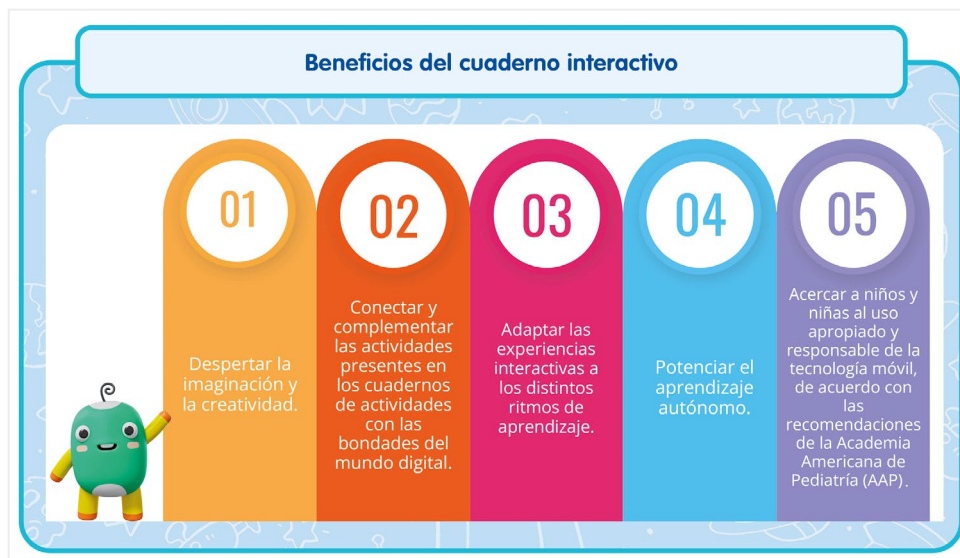 Beneficios del cuaderno interactivo
01
Despertar la
imaginación y
la creatividad.
02
Conectar y
complementar
las actividades
presentes en
los cuadernos
de actividades
con las
bondades del
mundo digital.
03
Adaptar las
experiencias
interactivas a
los distintos
ritmos de
aprendizaje.
04
Potenciar el
aprendizaje
autónomo.
05
Acercar a niños y
niñas al uso
apropiado y
responsable de la
tecnología móvil,
de acuerdo con
las
recomendaciones
de la Academia
Americana de
Pediatría (AAP).